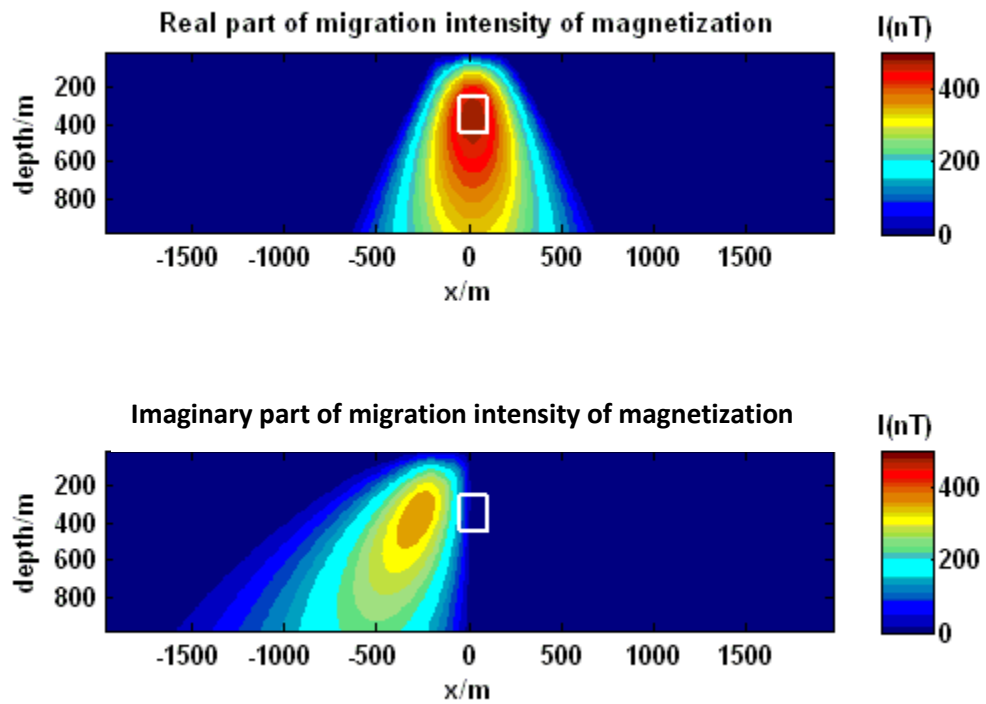 Real part of migration intensity of magnetization
I(nT)
200
400
600
800
depth/m
-1500 -1000 -500 0 500 1000 1500
x/m
400
200
0
Imaginary part of migration intensity of magnetization
I(nT)
200
400
600
800
depth/m
-1500 -1000 -500 0 500 1000 1500
x/m
400
200
0